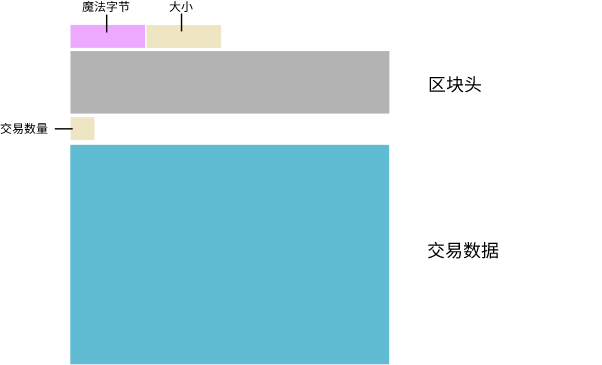 魔法字节
大小
区块头
交易数量
交易数据